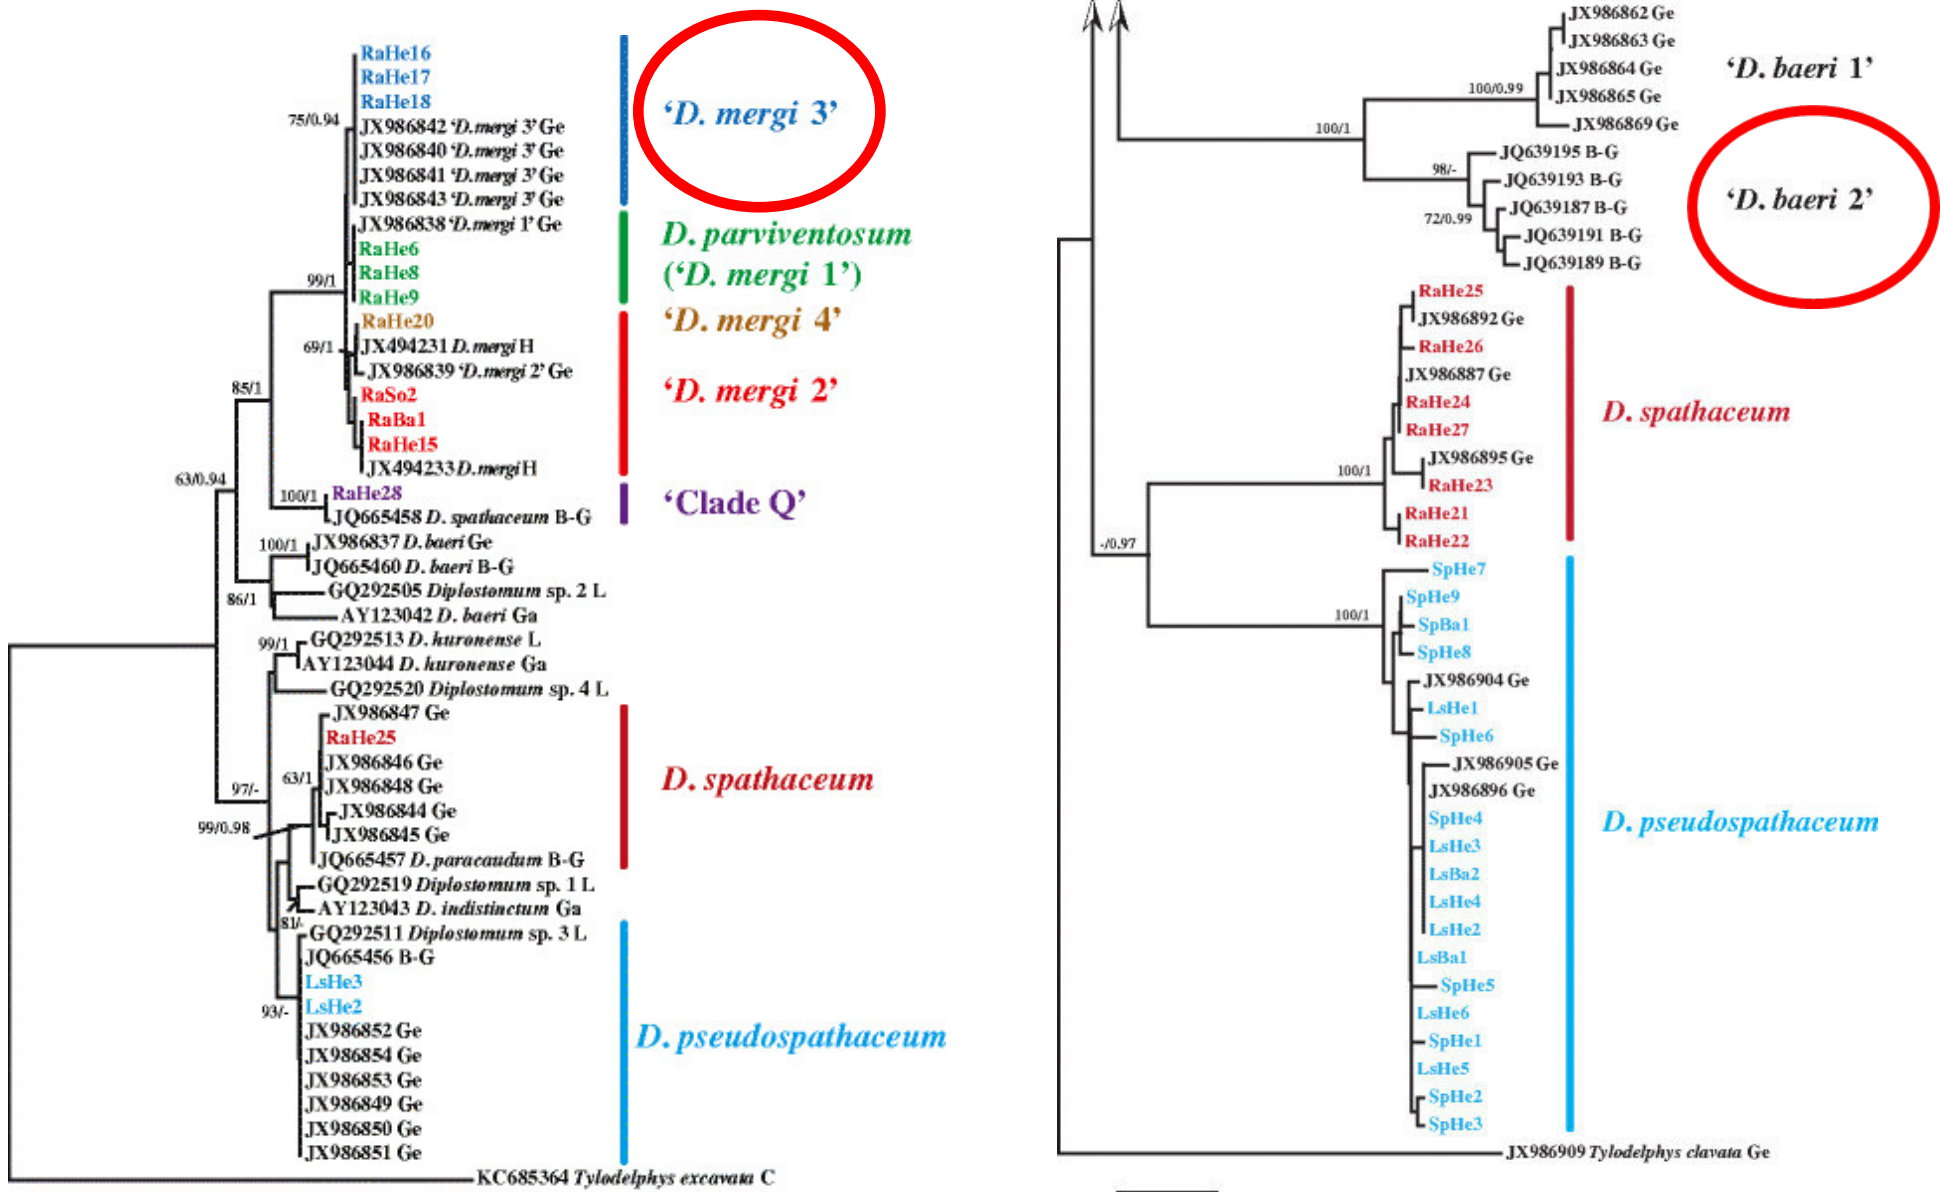 RaHe16
RaHe17
RaHe18
75/0.94
JX986842 ‘D. mergi 3’ Ge
JX986840 ‘D. mergi 3’ Ge
JX986841 ‘D. mergi 3’ Ge
JX986843 ‘D. mergi 3’ Ge
‘D. mergi 3’
JX986838 ‘D. mergi 1’ Ge
RaHe6
RaHe8
RaHe9
99/1
D. parviventosum
(‘D. mergi 1’)
RaHe20
‘D. mergi 4’
JX494231 D. mergi H
69/1
JX986839 ‘D. mergi 2’ Ge
RaSo2
RaBa1
RaHe15
JX494233 D. mergi H
‘D. mergi 2’
85/1
63/0.94
100/1
RaHe28
JQ665458 D. spathaceum B-G
‘Clade Q’
100/1
JX986837 D. baeri Ge
JQ665460 D. baeri B-G
GQ292505 Diplostomum sp. 2 L
86/1
AY123042 D. baeri Ga
99/1
GQ292513 D. huronense L
AY123044 D. huronense Ga
GQ292520 Diplostomum sp. 4 L
JX986847 Ge
RaHe25
JX986846 Ge
63/1
JX986848 Ge
97/-
JX986844 Ge
99/0.98
JX986845 Ge
JQ665457 D. paracaudum B-G
D. spathaceum
GQ292519 Diplostomum sp. 1 L
AY123043 D. indistinctum Ga
81/-
GQ292511 Diplostomum sp. 3 L
JQ665456 B-G
LsHe3
LsHe2
93/-
JX986852 Ge
JX986854 Ge
JX986853 Ge
JX986849 Ge
JX986850 Ge
JX986851 Ge
D. pseudospathaceum
KC685364 Tylodelphys excavata C
JX986862 Ge
JX986863 Ge
JX986864 Ge
JX986865 Ge
100/0.99
JX986869 Ge
‘D. baeri 1’
100/1
JQ639195 B-G
98/-
JQ639193 B-G
JQ639187 B-G
72/0.99
JQ639191 B-G
JQ639189 B-G
‘D. baeri 2’
RaHe25
JX986892 Ge
RaHe26
JX986887 Ge
RaHe24
RaHe27
JX986895 Ge
100/1
RaHe23
RaHe21
RaHe22
D. spathaceum
-/0.97
SpHe7
SpHe9
100/1
SpBa1
SpHe8
JX986904 Ge
LsHe1
SpHe6
JX986905 Ge
JX986896 Ge
SpHe4
LsHe3
LsBa2
LsHe4
LsHe2
LsBa1
SpHe5
LsHe6
SpHe1
LsHe5
SpHe2
SpHe3
D. pseudospathaceum
JX986909 Tylodelphys clavata Ge